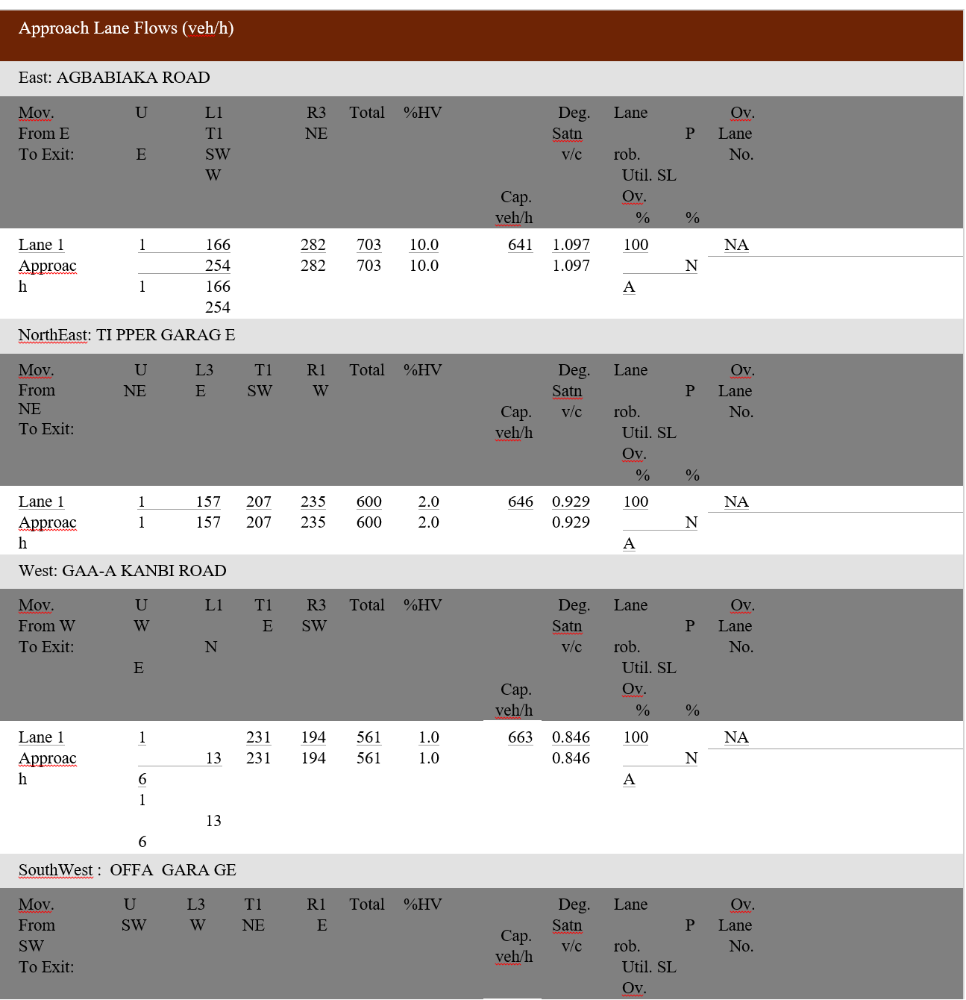 Approach Lane Flows (veh/h)
East: AGBABIAKA ROAD
Mov. U L1 R3 Total %HV Deg. Lane Ov.
From E T1 NE Satn P Lane
To Exit: E SW v/c rob. No.
W Util. SL
Cap. Ov.
veh/h % %
Lane 1 1 166 282 703 10.0 641 1.097 100 NA
Approac 254 282 703 10.0 1.097 N
h 1 166 A
254
NorthEast: TI PPER GARAG E
Mov. U L3 T1 R1 Total %HV Deg. Lane Ov.
From NE E SW W Satn P Lane
NE Cap. v/c rob. No.
To Exit: veh/h Util. SL
Ov.
% %
Lane 1 1 157 207 235 600 2.0 646 0.929 100 NA
Approac 1 157 207 235 600 2.0 0.929 N
h A
West: GAA-A KANBI ROAD
Mov. U L1 T1 R3 Total %HV Deg. Lane Ov.
From W W E SW Satn P Lane
To Exit: N v/c rob. No.
E Util. SL
Cap. Ov.
veh/h % %
Lane 1 1 231 194 561 1.0 663 0.846 100 NA
Approac 13 231 194 561 1.0 0.846 N
h 6 A
1
13
6
SouthWest : OFFA GARA GE
Mov. U L3 T1 R1 Total %HV Deg. Lane Ov.
From SW W NE E Satn P Lane
SW Cap. v/c rob. No.
To Exit: veh/h Util. SL
Ov.